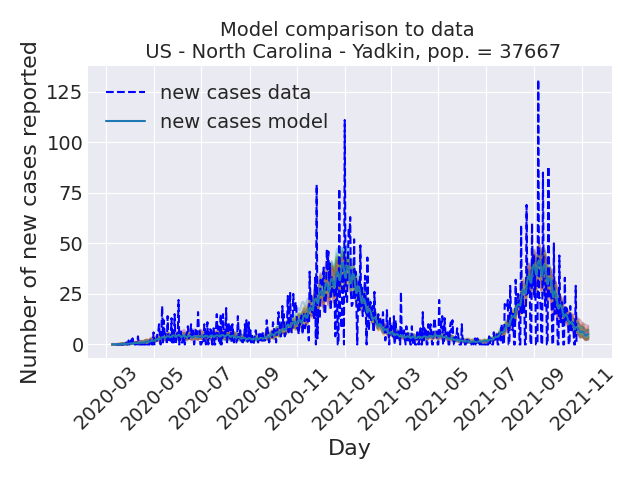 Model comparison to data
US - North Carolina - Yadkin, pop. = 37667
Number of new cases reported
125
100
75
50
25
0
new cases data
new cases model
2020-03
2020-05
2020-07
2020-09
2020-11
2021-01
2021-03
2021-05
2021-07
2021-09
2021-11
Day